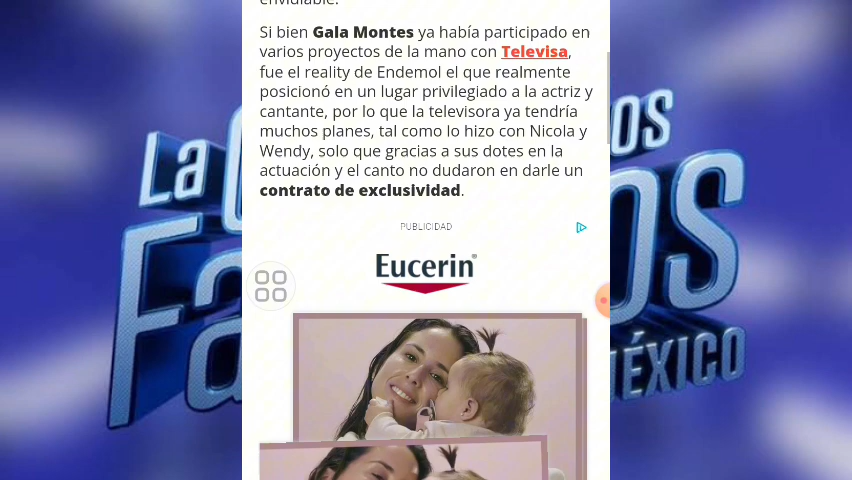 envidiable.
Si bien Gala Montes ya había participado en
varios proyectos de la mano con Televisa,
fue el reality de Endemol el que realmente
posicionó en un lugar privilegiado a la actriz y
cantante, por lo que la televisora ya tendría
muchos planes, tal como lo hizo con Nicola y
Wendy, solo que gracias a sus dotes en la
actuación y el canto no dudaron en darle un
contrato de exclusividad.
PUBLICIDAD
Eucerin®
La
MÉXICO